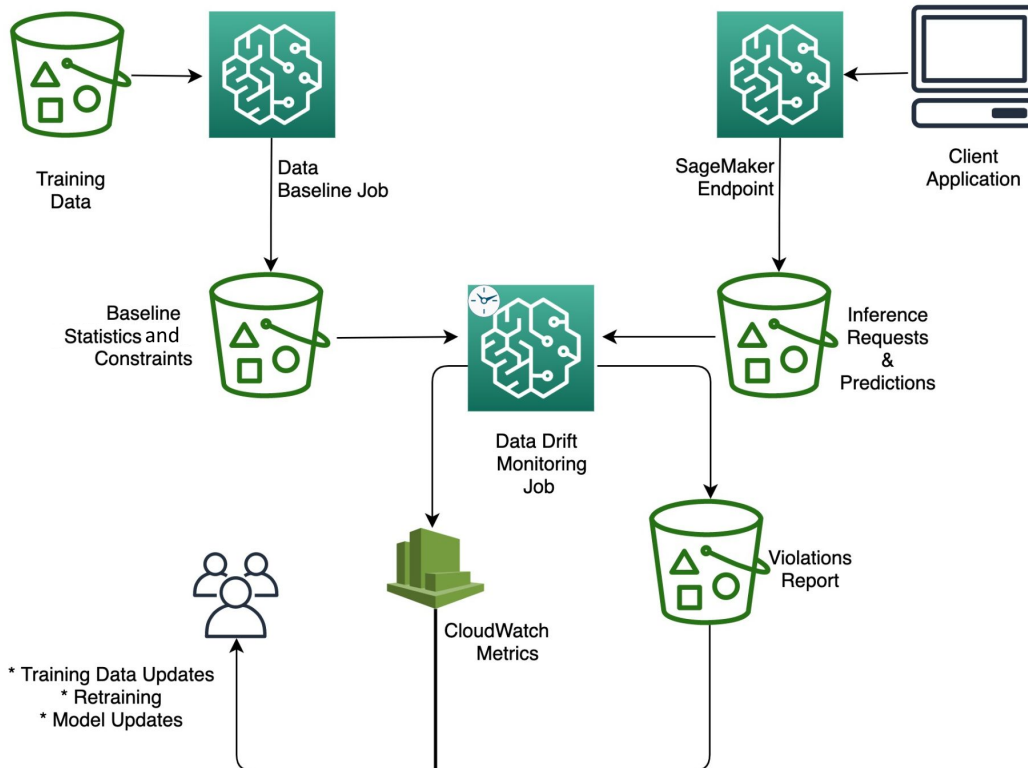 Training
Data
Data
Baseline Job
SageMaker
Endpoint
Client
Application
Baseline
Statistics and
Constraints
Inference
Requests
&
Predictions
Data Drift
Monitoring
Job
Violations
Report
CloudWatch
Metrics
* Training Data Updates
* Retraining
* Model Updates